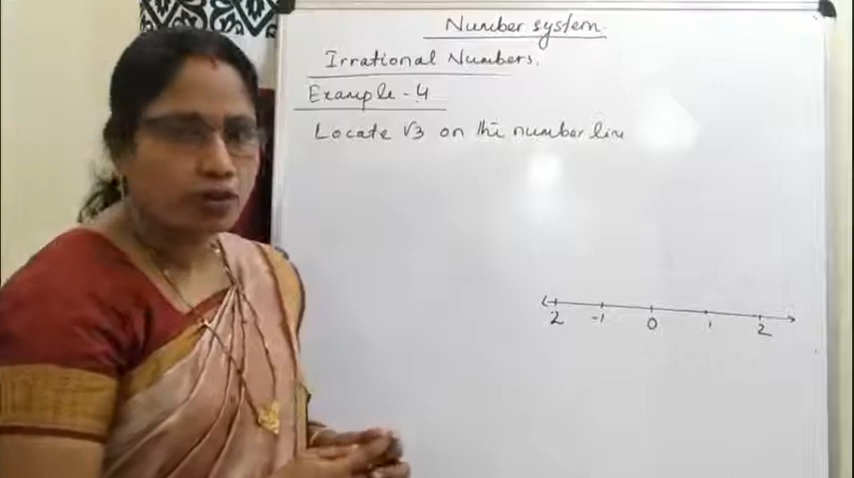 Number system.
Irrational Numbers.
Example - 4
Locate √3 on the number line
2 -1 0 1 2